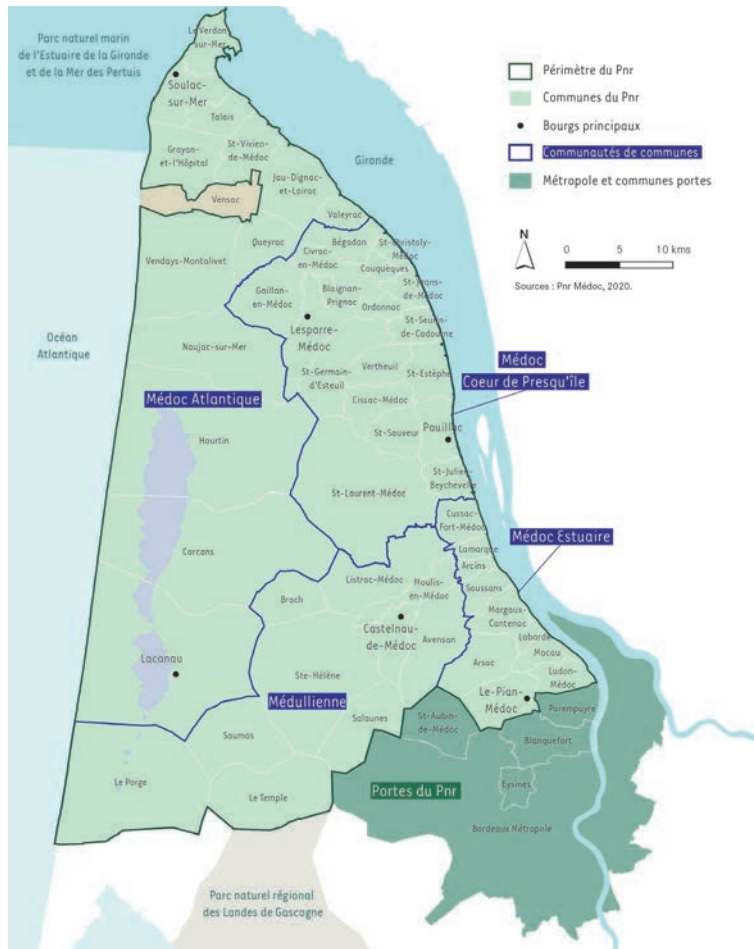 Parc naturel marin
de l'Estuaire de la Gironde
et de la Mer des Pertuis
Le Verdon
sur-Mer
Soulac-
sur-Mer
Talais
Grayan-
et-l'Hôpital
St-Vivien-
de-Médoc
Jau-Dignac-
et-Loirac
Vensac
Valeyrac
Gironde
Périmètre du Pnr
Communes du Pnr
Bourgs principaux
Communautés de communes
Métropole et communes portes
N
0 5 10 kms
Sources : Pnr Médoc, 2020.
Océan
Atlantique
Vendays-Montalivet
Queyrac
Civrac-
en-Médoc
Bégadan
St-Christoly-
Médoc
Couquèques
Gaillan-
en-Médoc
Blaignan-
Prignac
St-Yzans-
de-Médoc
Ordonnac
Lesparre-
Médoc
St-Seurin-
de-Cadourne
Naujac-sur-Mer
St-Germain-
d'Esteuil
Vertheuil
St-Estèphe
Médoc
Coeur de Presqu'île
Médoc Atlantique
Cissac-Médoc
Hourtin
St-Sauveur
Pauillac
St-Julien-
Beychevelle
St-Laurent-Médoc
Cussac-
Fort-Médoc
Médoc Estuaire
Lamarque
Arcins
Carcans
Listrac-Médoc
Moulis-
en-Médoc
Soussans
Brach
Margaux-
Cantenac
Castelnau-
de-Médoc
Avensan
Labarde
Macau
Lacanau
Arsac
Ludon-
Médoc
Ste-Hélène
Le-Pian-
Médoc
Médullienne
Salaunes
St-Aubin-
de-Médoc
Parempuyre
Saumos
Blanquefort
Le Porge
Le Temple
Portes du Pnr
Eysines
Bordeaux Métropole
Parc naturel régional
des Landes de Gascogne